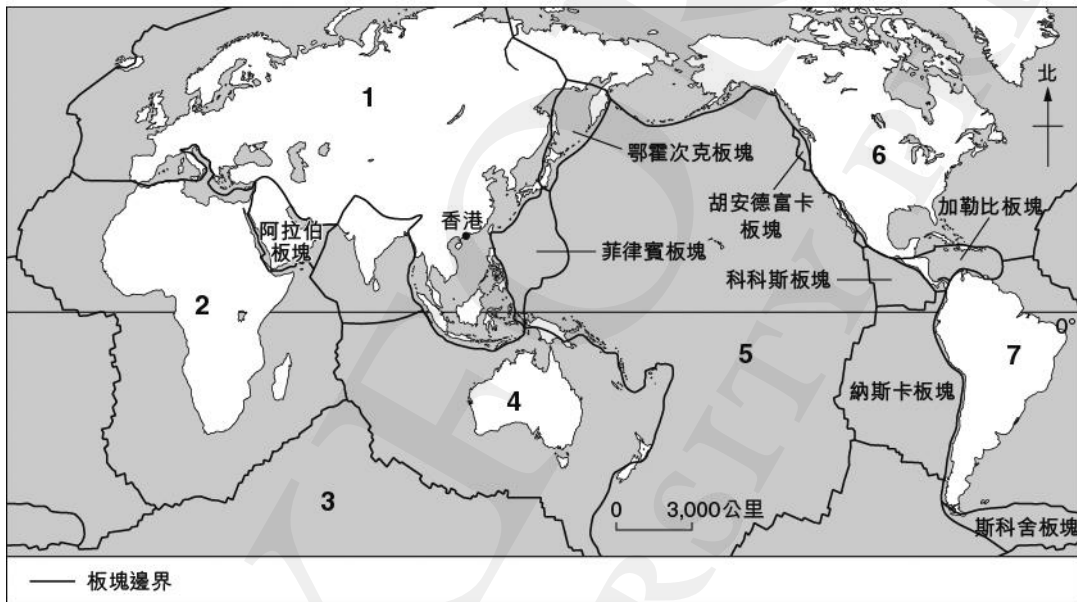 北
1
6
鄂霍次克板塊
胡安德富卡
板塊
加勒比板塊
香港
阿拉伯
板塊
菲律賓板塊
科科斯板塊
2
0°
5
7
4
納斯卡板塊
3
0 3,000公里
斯科舍板塊
板塊邊界